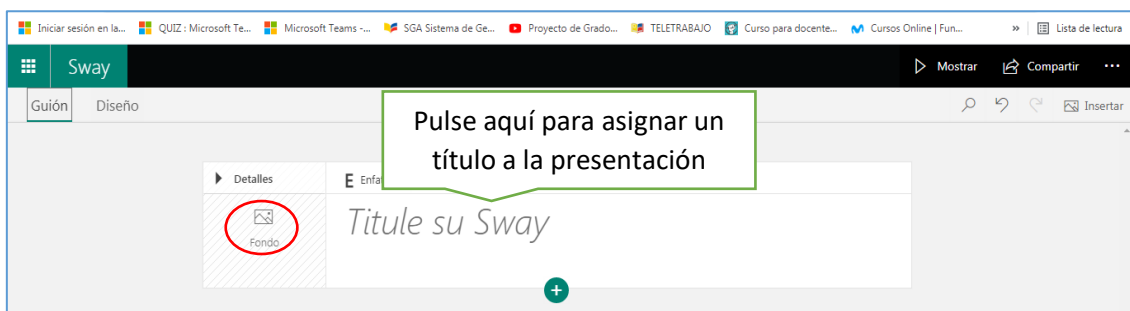 Iniciar sesión en la... QUIZ : Microsoft Te... Microsoft Teams -... SGA Sistema de Ge... Proyecto de Grado... TELETRABAJO Curso para docente... Cursos Online | Fun... » Lista de lectura
Sway Mostrar Compartir ...
Guión Diseño Insertar
Pulse aquí para asignar un
título a la presentación
Detalles E
Fondo
Titule su Sway